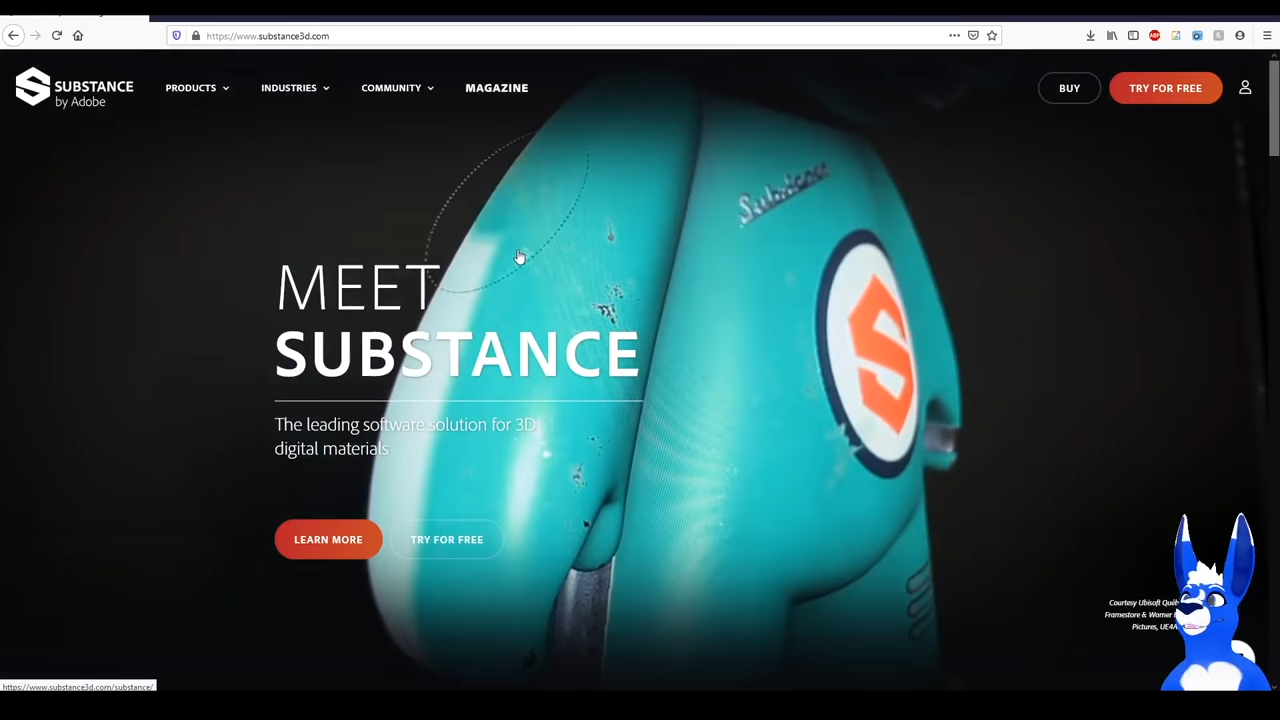 https://www.substance3d.com
SUBSTANCE
by Adobe
PRODUCTS
INDUSTRIES
COMMUNITY
MAGAZINE
BUY
TRY FOR FREE
Substance
MEET
SUBSTANCE
The leading software solution for 3D
digital materials
LEARN MORE
TRY FOR FREE
Courtesy Ubisoft
Framestore & Warner
Pictures, UE4
https://www.substance3d.com/substance/